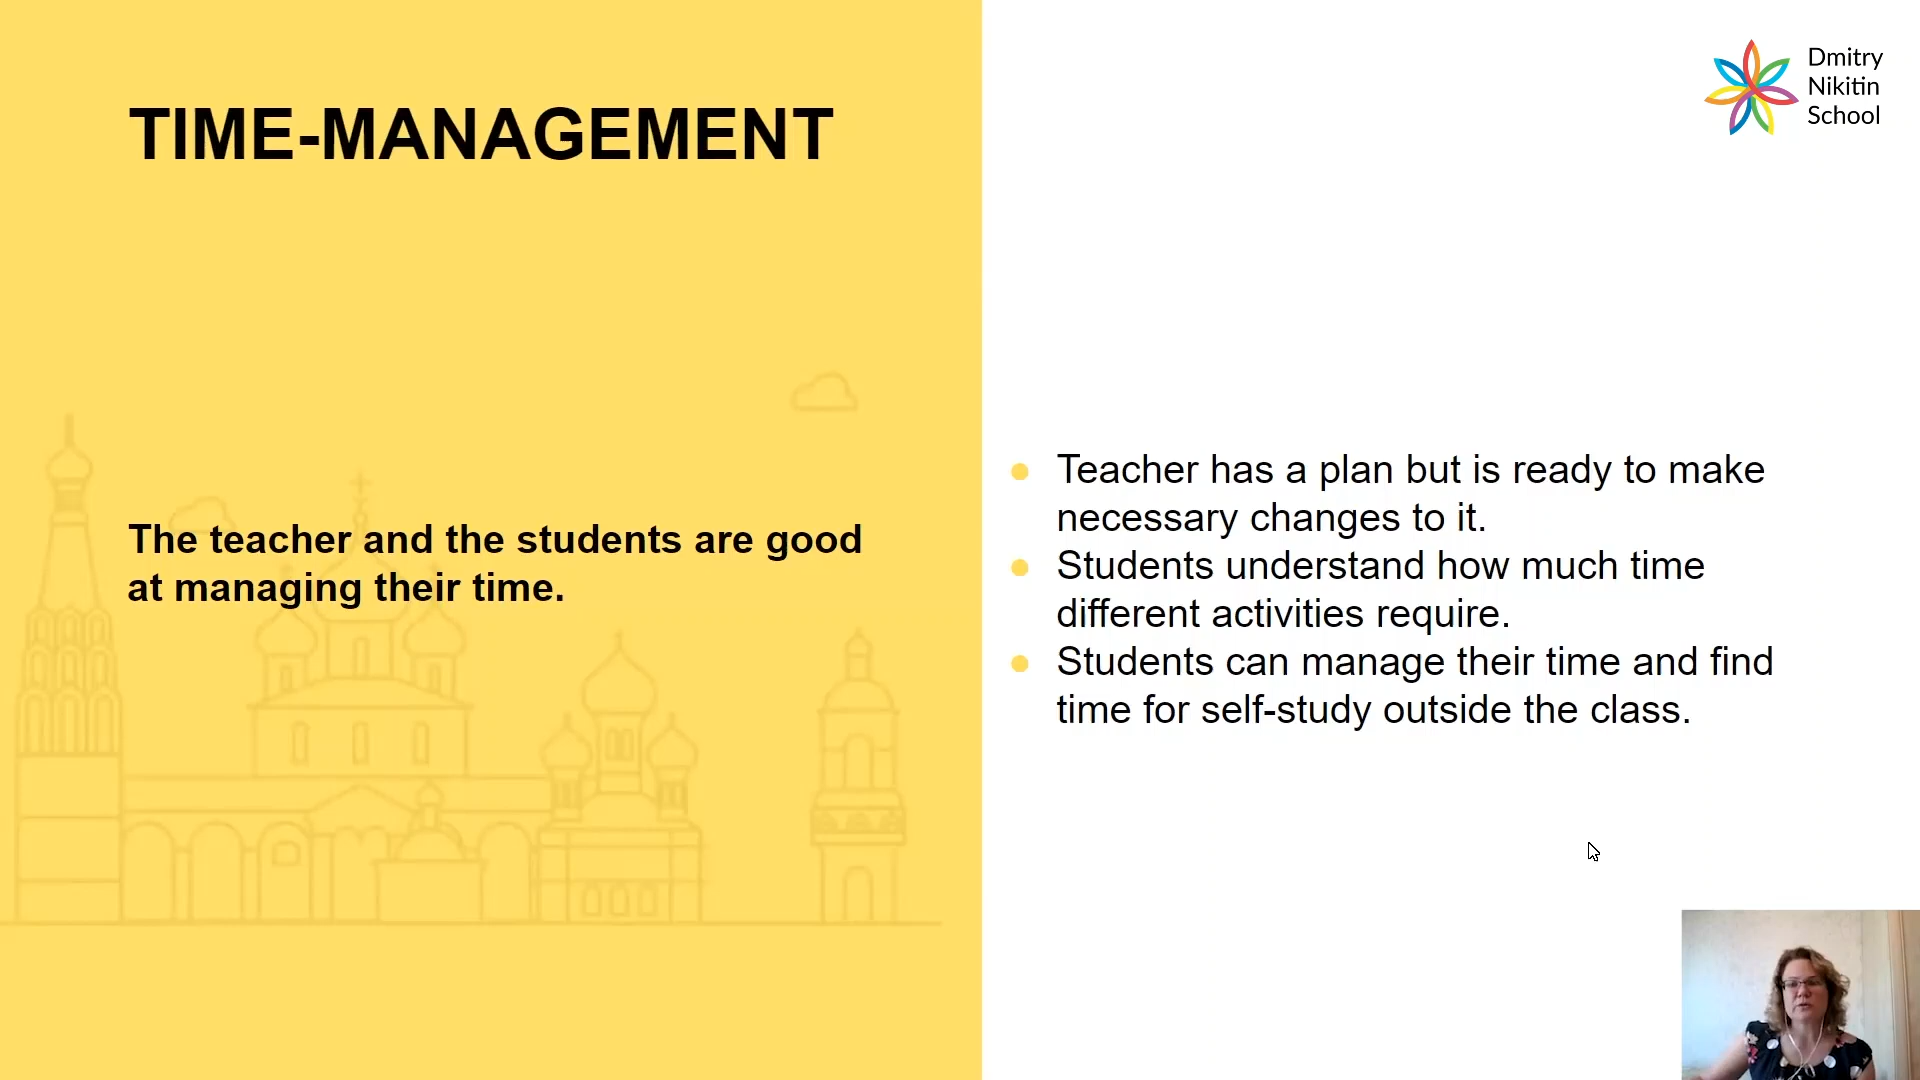 TIME-MANAGEMENT
The teacher and the students are good
at managing their time.
Dmitry
Nikitin
School
Teacher has a plan but is ready to make
necessary changes to it.
Students understand how much time
different activities require.
Students can manage their time and find
time for self-study outside the class.